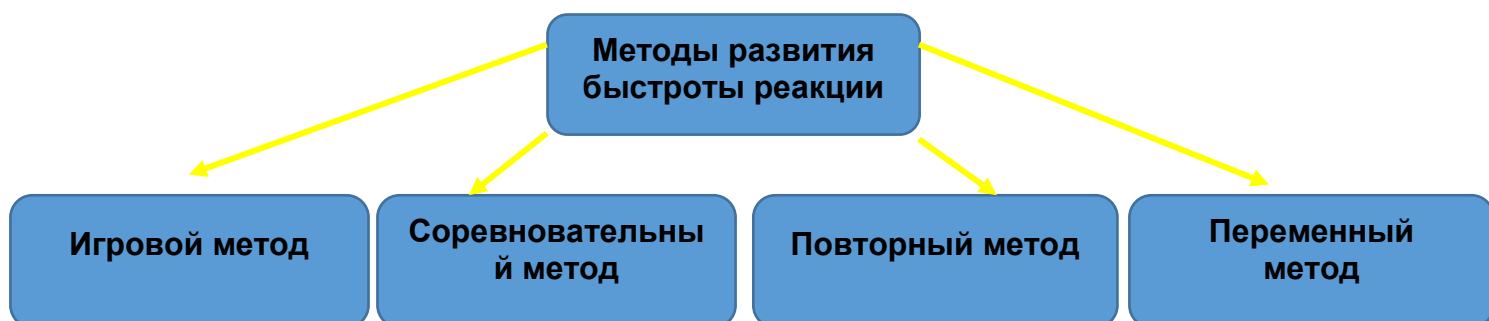 Методы развития
быстроты реакции
Игровой метод
Соревновательны
й метод
Повторный метод
Переменный
метод